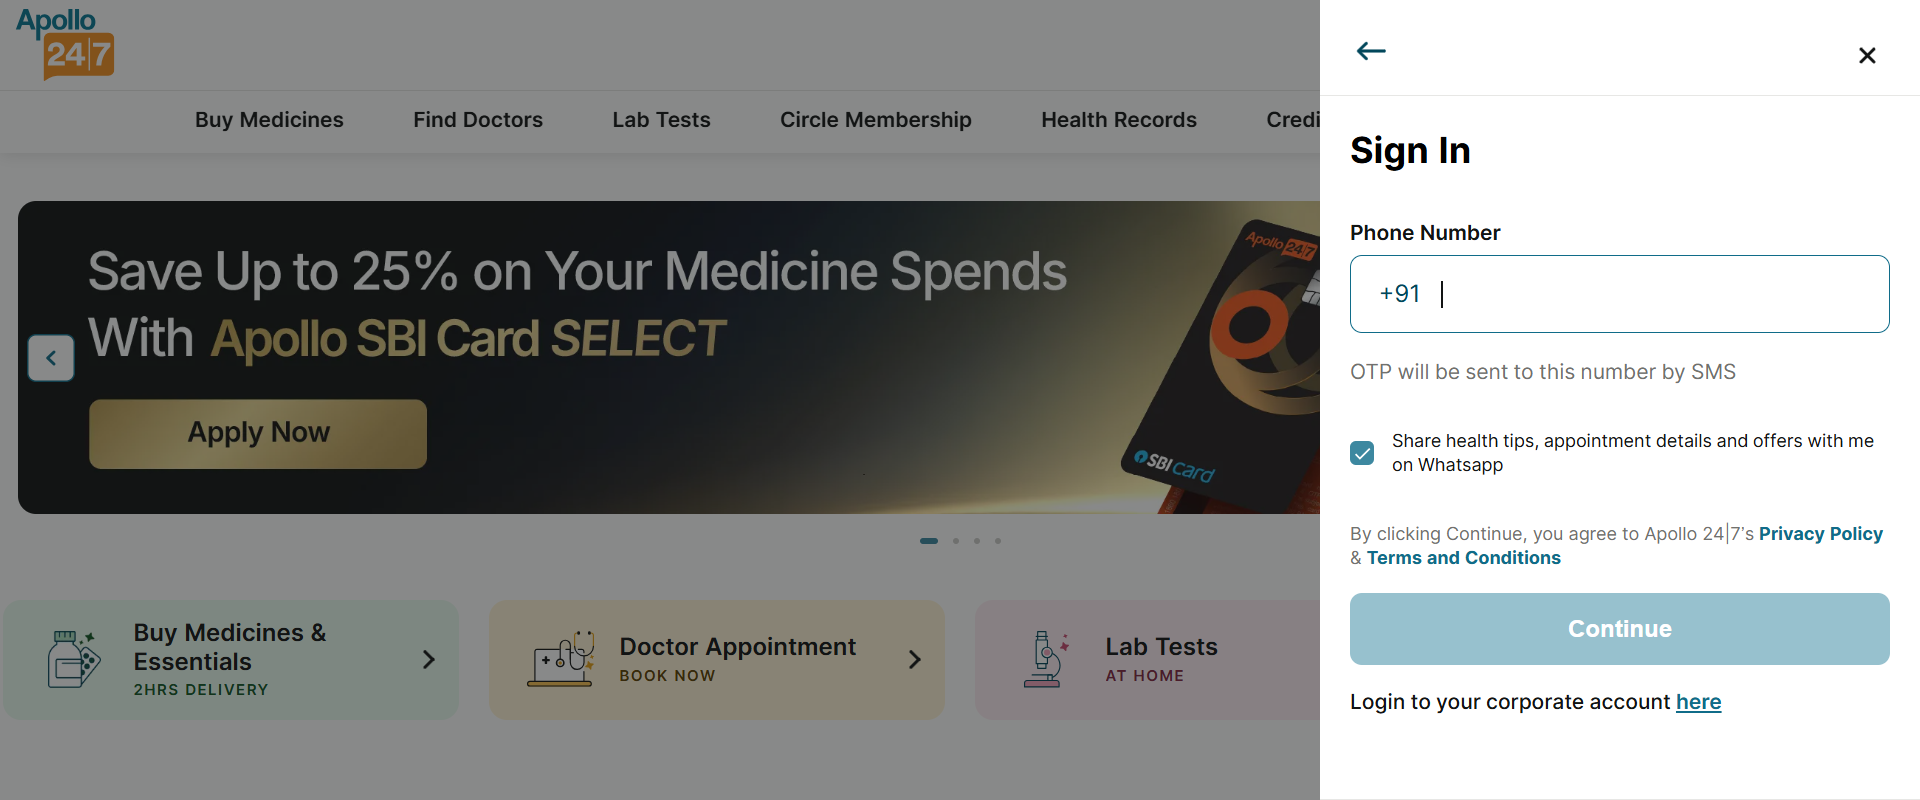 Apollo
24|7
Buy Medicines
Find Doctors
Lab Tests
Circle Membership
Health Records
Credi
Save Up to 25% on Your Medicine Spends
With Apollo SBI Card SELECT
Apply Now
Apollo 24|7
SBI Card
Buy Medicines &
Essentials
2HRS DELIVERY
Doctor Appointment
BOOK NOW
Lab Tests
AT HOME
Sign In
Phone Number
+91
OTP will be sent to this number by SMS
Share health tips, appointment details and offers with me
on Whatsapp
By clicking Continue, you agree to Apollo 24|7's Privacy Policy
& Terms and Conditions
Continue
Login to your corporate account here